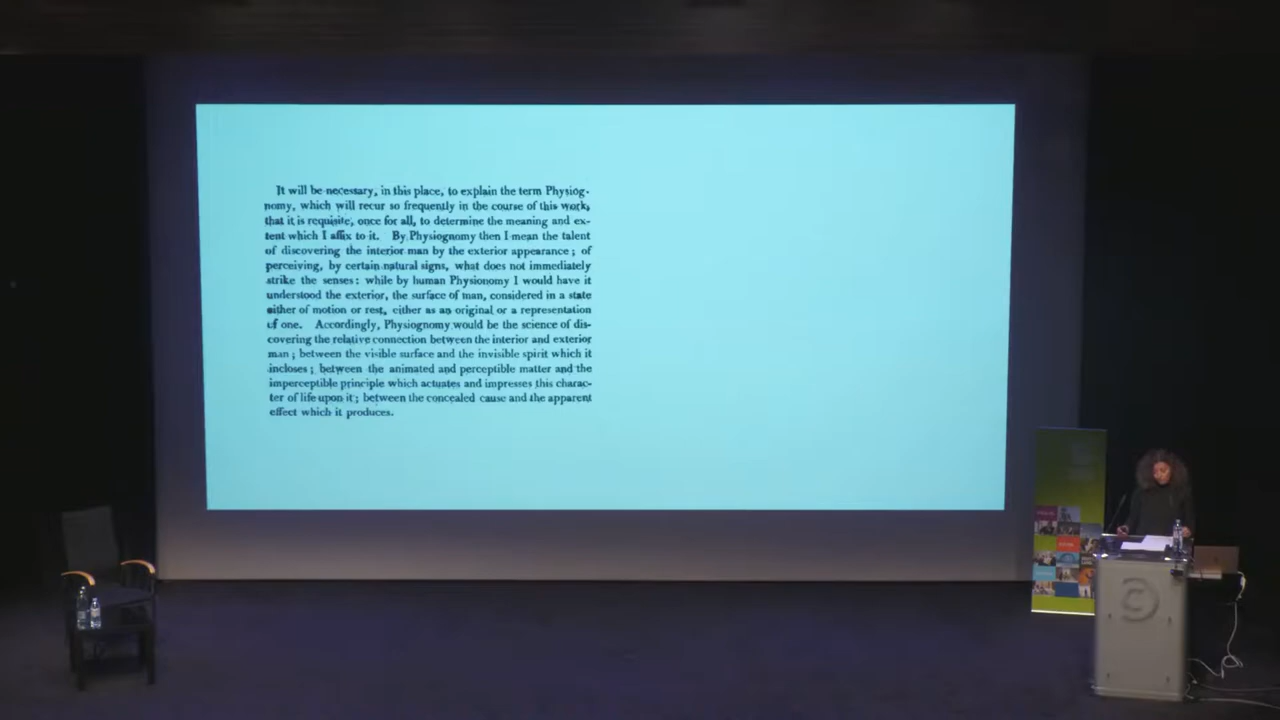 It will be necessary, in this place, to explain the term Physiog-
nomy, which will recur so frequently in the course of this work,
that it is requisite, once for all, to determine the meaning and ex-
tent which I affix to it. By Physiognomy then I mean the talent
of discovering the interior man by the exterior appearance; of
perceiving, by certain natural signs, what does not immediately
strike the senses: while by human Physionomy I would have it
understood the exterior, the surface of man, considered in a state
either of motion or rest, either as an original or a representation
of one. Accordingly, Physiognomy would be the science of dis-
covering the relative connection between the interior and exterior
man; between the visible surface and the invisible spirit which it
incloses; between the animated and perceptible matter and the
imperceptible principle which actuates and impresses this charac-
ter of life upon it; between the concealed cause and the apparent
effect which it produces.